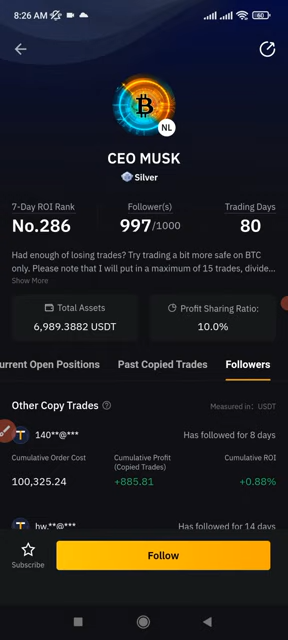 8:26 AM
60
NL
CEO MUSK
Silver
7-Day ROI Rank
No.286
Follower(s)
997/1000
Trading Days
80
Had enough of losing trades? Try trading a bit more safe on BTC
only. Please note that I will put in a maximum of 15 trades, divide...
Show More
Total Assets
6,989.3882 USDT
Profit Sharing Ratio:
10.0%
urrent Open Positions
Past Copied Trades
Followers
Other Copy Trades
Measured in: USDT
140**@***
Has followed for 8 days
Cumulative Order Cost
Cumulative Profit
(Copied Trades)
Cumulative ROI
100,325.24
+885.81
+0.88%
hw.**@***
Has followed for 14 days
Subscribe
Follow